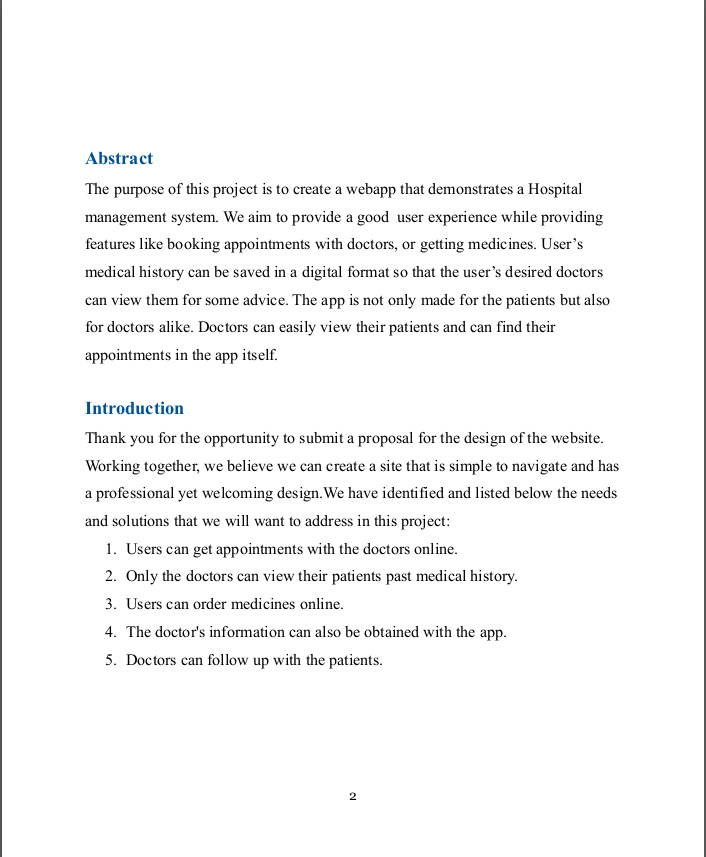 Abstract
The purpose of this project is to create a webapp that demonstrates a Hospital
management system. We aim to provide a good  user experience while providing
features like booking appointments with doctors, or getting medicines. User’s
medical history can be saved in a digital format so that the user’s desired doctors
can view them for some advice. The app is not only made for the patients but also
for doctors alike. Doctors can easily view their patients and can find their
appointments in the app itself.
Introduction
Thank you for the opportunity to submit a proposal for the design of the website.
Working together, we believe we can create a site that is simple to navigate and has
a professional yet welcoming design.We have identified and listed below the needs
and solutions that we will want to address in this project:
1. Users can get appointments with the doctors online.
2. Only the doctors can view their patients past medical history.
3. Users can order medicines online.
4. The doctor's information can also be obtained with the app.
5. Doctors can follow up with the patients.
2